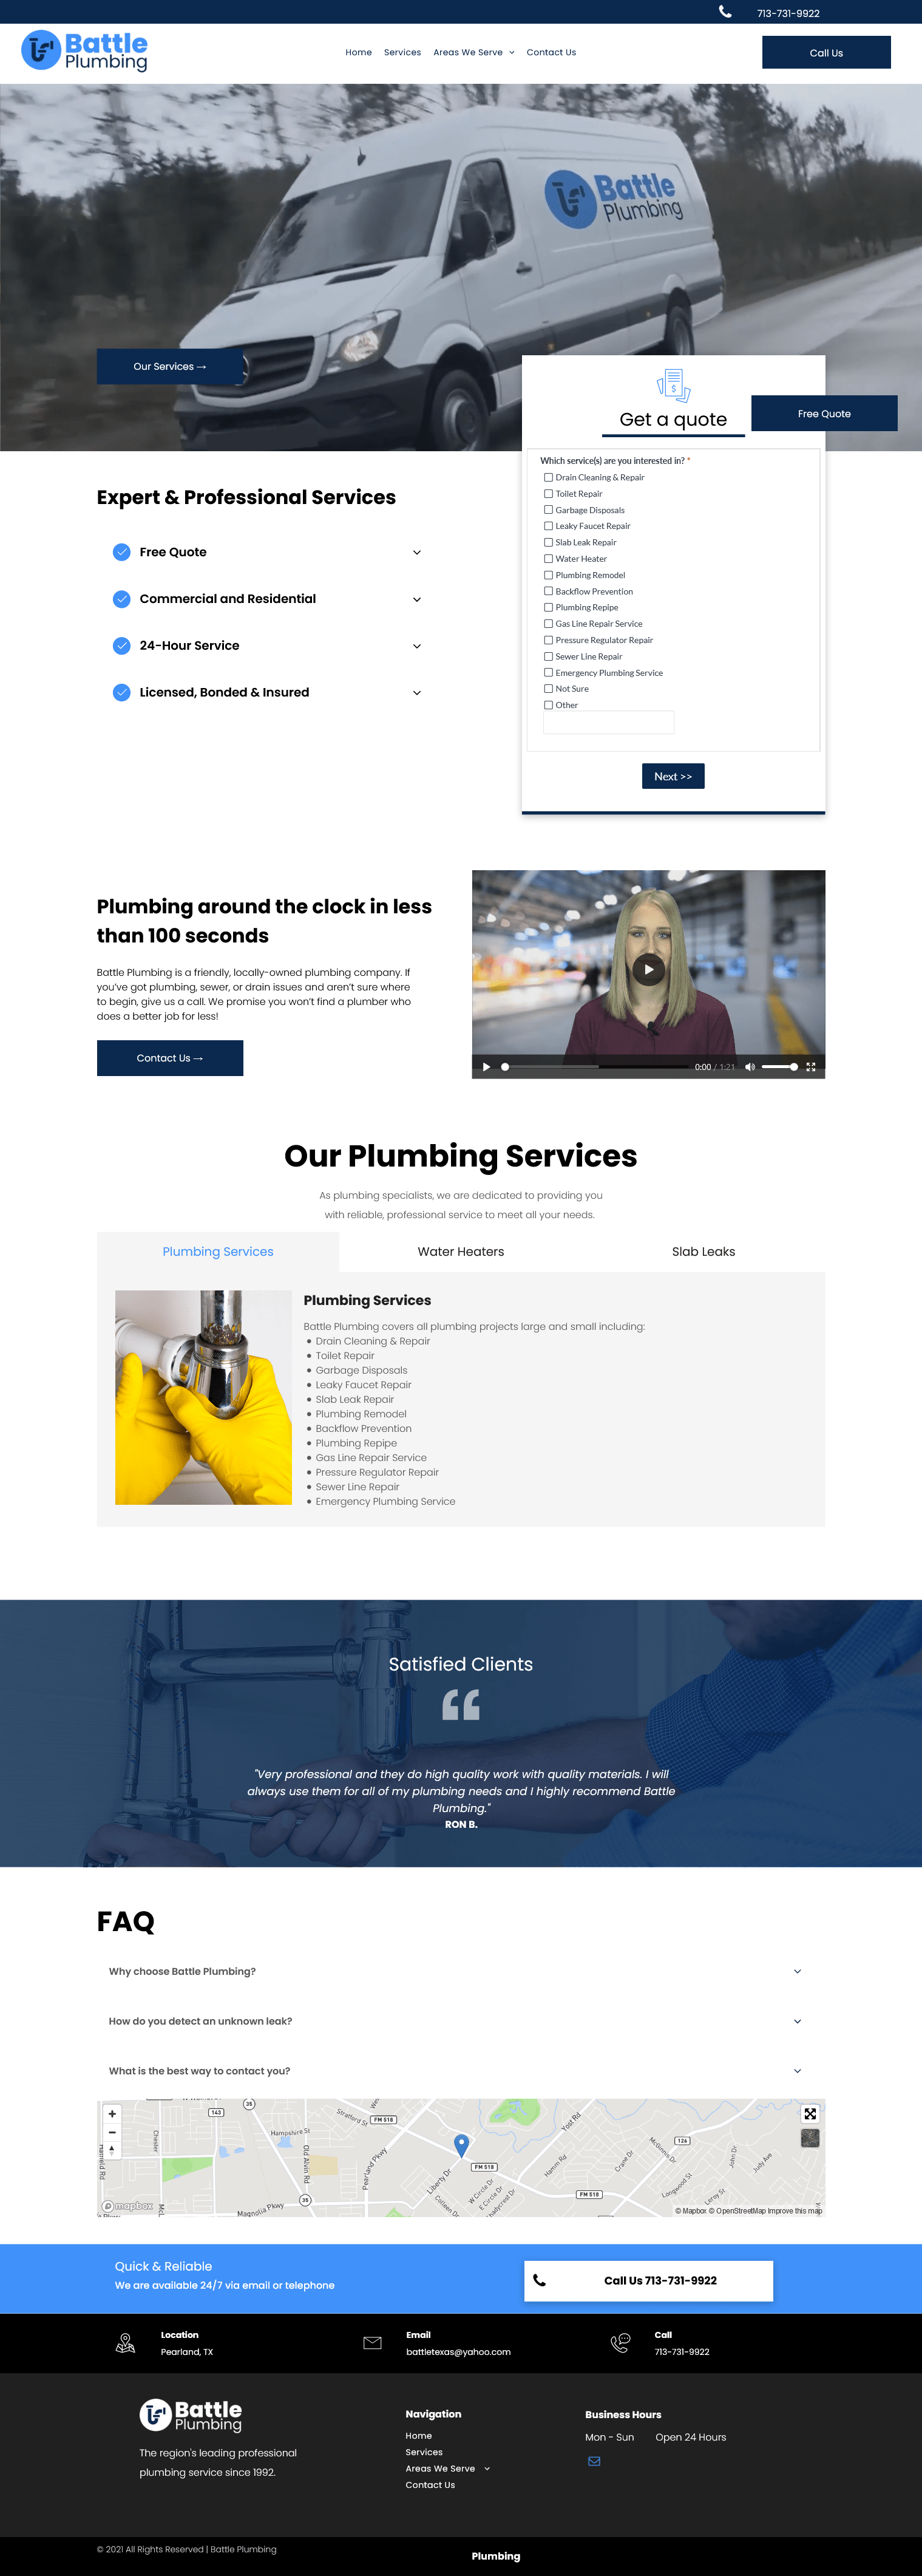 713-731-9922
Battle
Plumbing
Home Services Areas We Serve Contact Us
Call Us
Battle
Plumbing
Our Services →
Get a quote
Free Quote
Which service(s) are you interested in? *
Drain Cleaning & Repair
Toilet Repair
Garbage Disposals
Leaky Faucet Repair
Slab Leak Repair
Water Heater
Plumbing Remodel
Backflow Prevention
Plumbing Repipe
Gas Line Repair Service
Pressure Regulator Repair
Sewer Line Repair
Emergency Plumbing Service
Not Sure
Other
Next >>
Expert & Professional Services
Free Quote
Commercial and Residential
24-Hour Service
Licensed, Bonded & Insured
Plumbing around the clock in less
than 100 seconds
Battle Plumbing is a friendly, locally-owned plumbing company. If
you've got plumbing, sewer, or drain issues and aren't sure where
to begin, give us a call. We promise you won't find a plumber who
does a better job for less!
Contact Us →
0:00 / 1:21
Our Plumbing Services
As plumbing specialists, we are dedicated to providing you
with reliable, professional service to meet all your needs.
Plumbing Services
Water Heaters
Slab Leaks
Plumbing Services
Battle Plumbing covers all plumbing projects large and small including:
Drain Cleaning & Repair
Toilet Repair
Garbage Disposals
Leaky Faucet Repair
Slab Leak Repair
Plumbing Remodel
Backflow Prevention
Plumbing Repipe
Gas Line Repair Service
Pressure Regulator Repair
Sewer Line Repair
Emergency Plumbing Service
Satisfied Clients
"Very professional and they do high quality work with quality materials. I will
always use them for all of my plumbing needs and I highly recommend Battle
Plumbing."
RON B.
FAQ
Why choose Battle Plumbing?
How do you detect an unknown leak?
What is the best way to contact you?
143
35
Stratford St
FM 518
Hampshire St
Chester
Old Alvin Rd
Pearland Pkwy
Liberty Dr
FM 518
W Circle Dr
E Circle Dr
Colleen Dr
Yost Rd
Hamm Rd
Crane Dr
McGinnis Dr
126
John Dr
July Ave
Longwood St
Leroy St
FM 518
35
Magnolia Pkwy
FM 518
mapbox
© Mapbox © OpenStreetMap Improve this map
Quick & Reliable
We are available 24/7 via email or telephone
Call Us 713-731-9922
Location
Pearland, TX
Email
battletexas@yahoo.com
Call
713-731-9922
Battle
Plumbing
The region's leading professional
plumbing service since 1992.
Navigation
Home
Services
Areas We Serve
Contact Us
Business Hours
Mon - Sun Open 24 Hours
© 2021 All Rights Reserved | Battle Plumbing
Plumbing